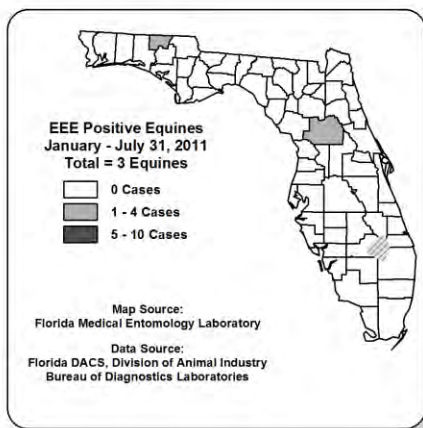 EEE Positive Equines
January - July 31, 2011
Total = 3 Equines
0 Cases
1 - 4 Cases
5 - 10 Cases
Map Source:
Florida Medical Entomology Laboratory
Data Source:
Florida DACS, Division of Animal Industry
Bureau of Diagnostics Laboratories